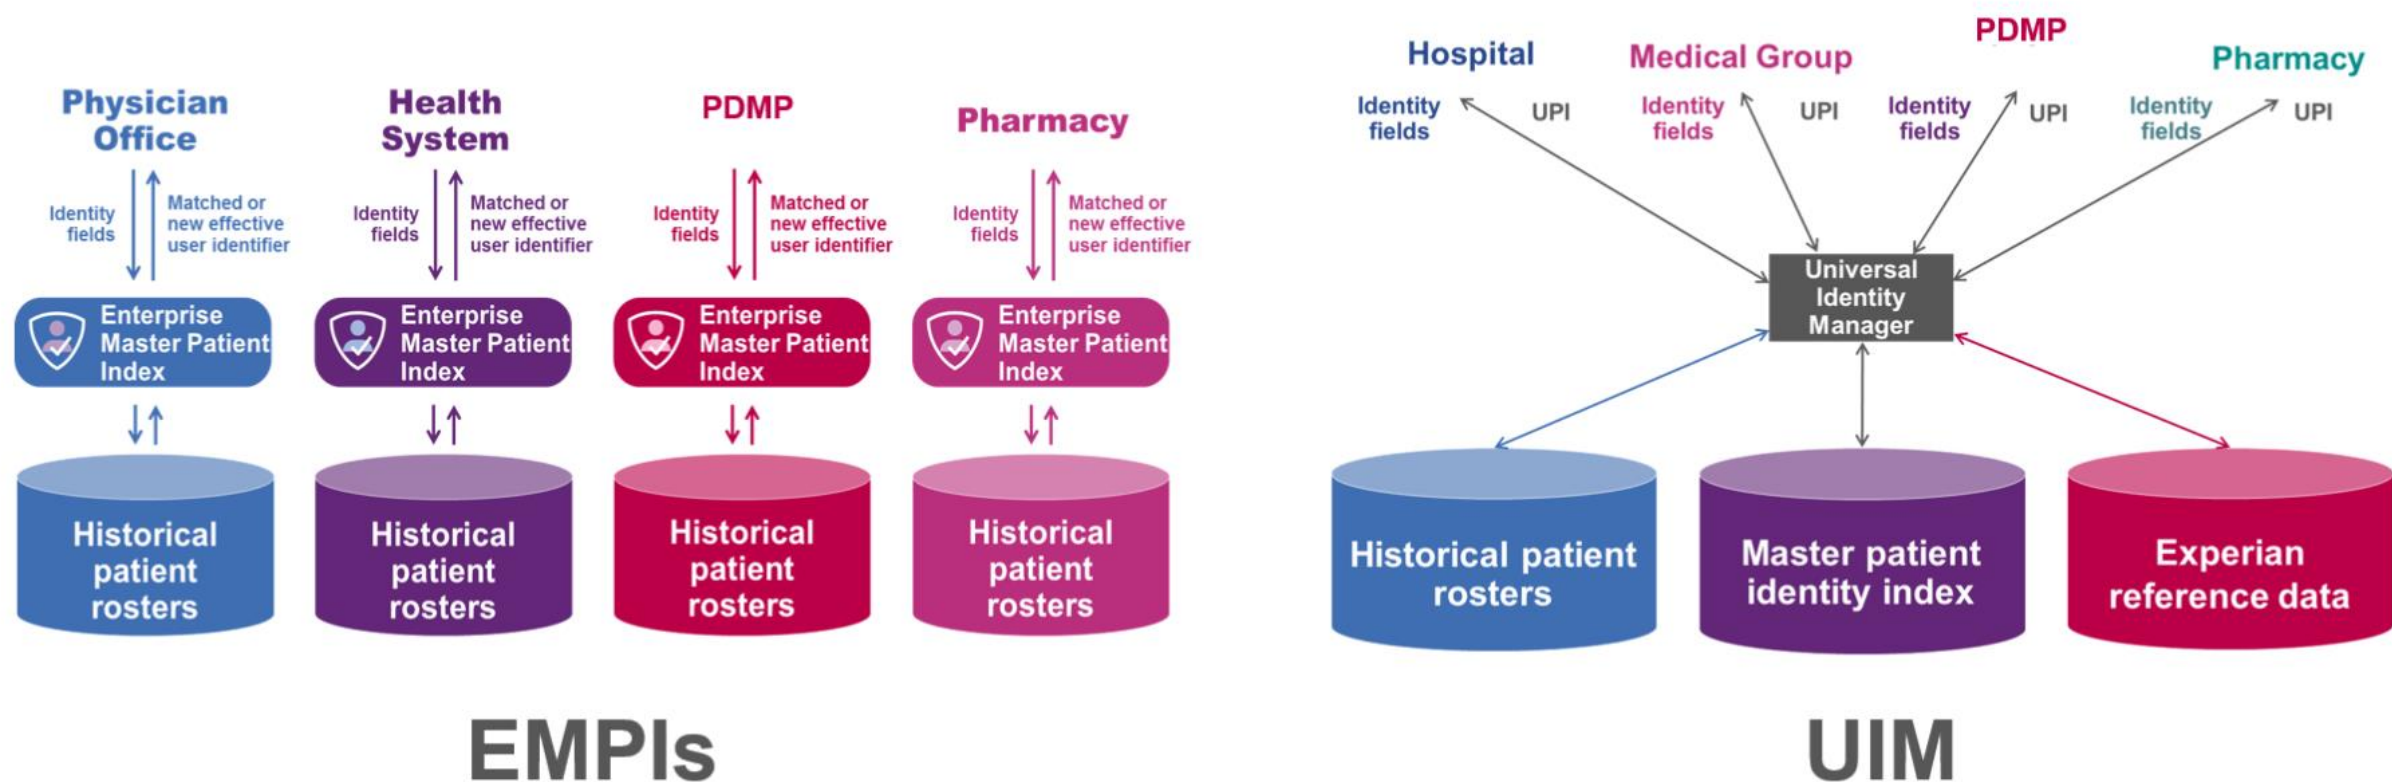 Physician
Office
Identity
fields
Matched or
new effective
user identifier
Enterprise
Master Patient
Index
Historical
patient
rosters
Health
System
Identity
fields
Matched or
new effective
user identifier
Enterprise
Master Patient
Index
Historical
patient
rosters
PDMP
Identity
fields
Matched or
new effective
user identifier
Enterprise
Master Patient
Index
Historical
patient
rosters
Pharmacy
Identity
fields
Matched or
new effective
user identifier
Enterprise
Master Patient
Index
Historical
patient
rosters
EMPIs
Hospital
Identity
fields
UPI
Medical Group
Identity
fields
UPI
PDMP
Identity
fields
UPI
Pharmacy
Identity
fields
UPI
Universal
Identity
Manager
Historical patient
rosters
Master patient
identity index
Experian
reference data
UIM